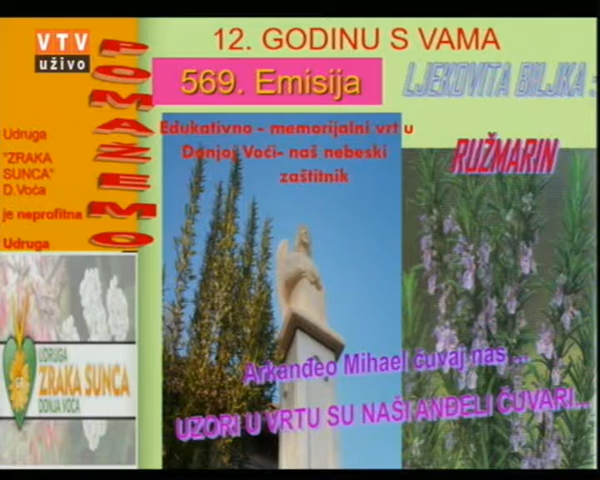 VTV
uživo
POMAŽEMO
12. GODINU S VAMA
569. Emisija
LJEKOVITA BILJKA :
RUŽMARIN
Edukativno - memorijalni vrt u
Donjoj Voći- naš nebeski
zaštitnik
Udruga
"ZRAKA
SUNCA"
D.Voća
je neprofitna
Udruga
UDRUGA
ZRAKA SUNCA
DONJA VOĆA
Arkanđeo Mihael čuvaj nas ...
UZORI U VRTU SU NAŠI ANĐELI ČUVARI...